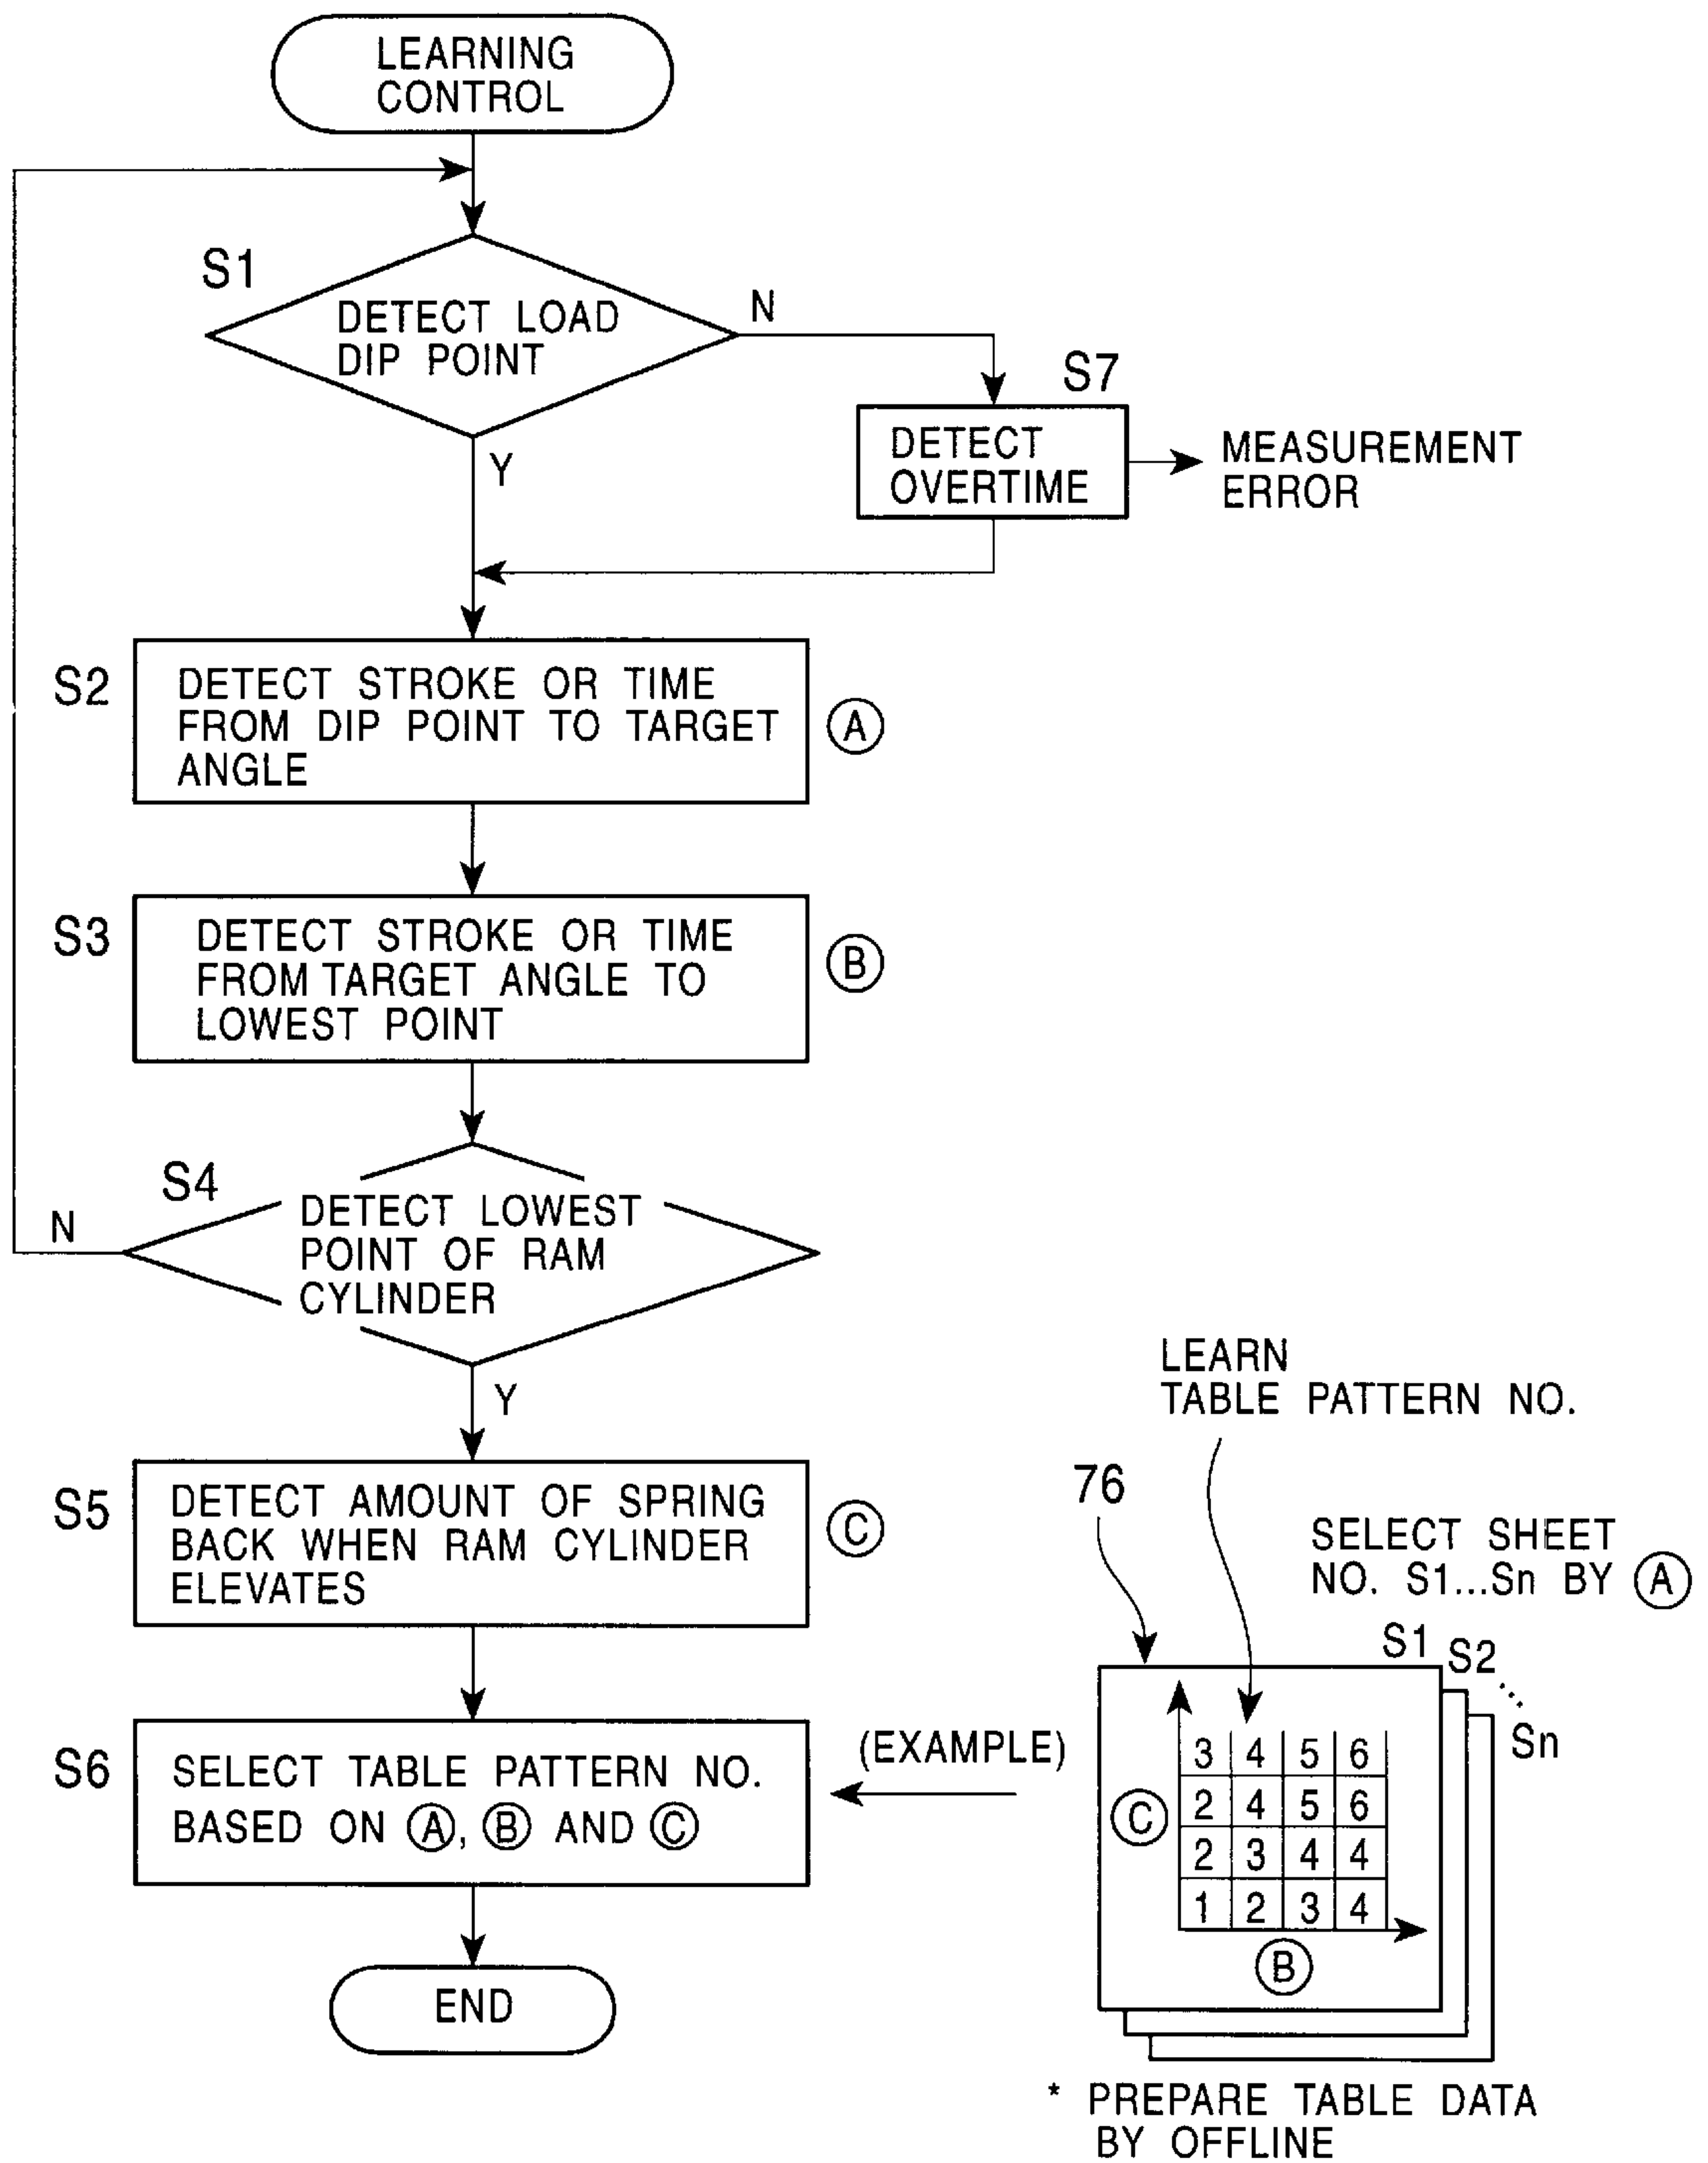 LEARNING
CONTROL
S1
DETECT LOAD
DIP POINT
N
Y
S7
DETECT
OVERTIME
MEASUREMENT
ERROR
S2
DETECT STROKE OR TIME
FROM DIP POINT TO TARGET
ANGLE
A
S3
DETECT STROKE OR TIME
FROM TARGET ANGLE TO
LOWEST POINT
B
S4
N
DETECT LOWEST
POINT OF RAM
CYLINDER
Y
S5
DETECT AMOUNT OF SPRING
BACK WHEN RAM CYLINDER
ELEVATES
C
S6
SELECT TABLE PATTERN NO.
BASED ON A, B AND C
END
(EXAMPLE)
LEARN
TABLE PATTERN NO.
76
SELECT SHEET
NO. S1...Sn BY A
S1
S2
...
Sn
3 4 5 6
2 4 5 6
2 3 4 4
1 2 3 4
C
B
* PREPARE TABLE DATA
BY OFFLINE